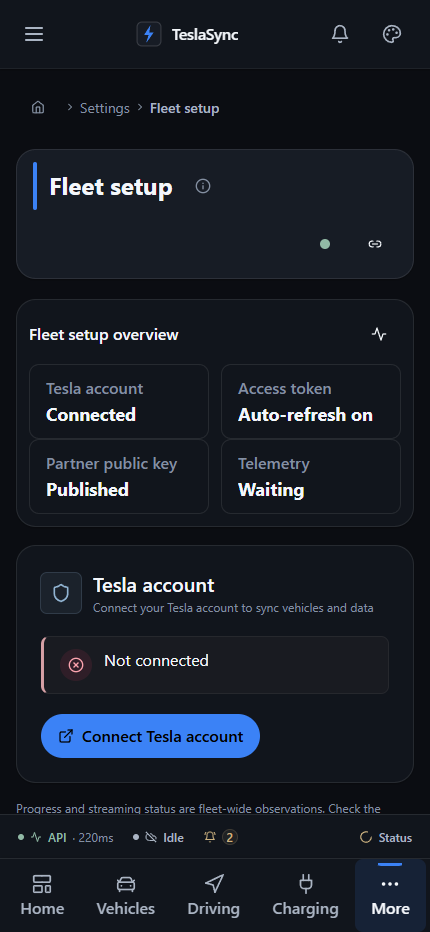 TeslaSync
Settings
Fleet setup
Fleet setup
Fleet setup overview
Tesla account
Connected
Access token
Auto-refresh on
Partner public key
Published
Telemetry
Waiting
Tesla account
Connect your Tesla account to sync vehicles and data
Not connected
Connect Tesla account
Progress and streaming status are fleet-wide observations. Check the
API · 220ms
Idle
2
Status
Home
Vehicles
Driving
Charging
More